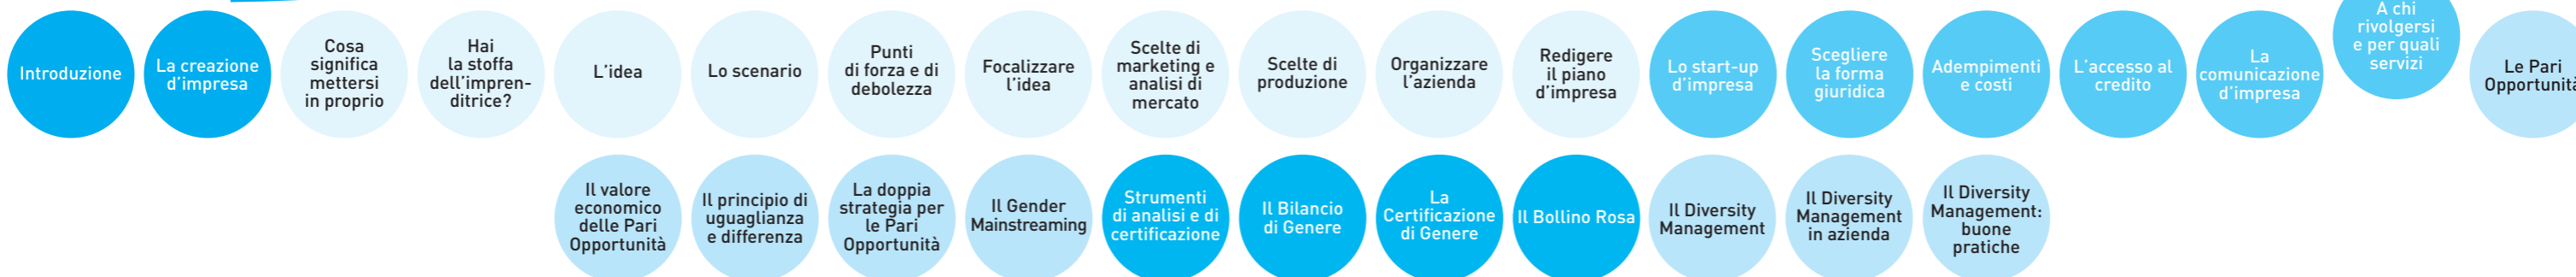 Introduzione
La creazione
d'impresa
Cosa
significa
mettersi
in proprio
Hai
la stoffa
dell'impren-
ditrice?
L'idea
Lo scenario
Punti
di forza e di
debolezza
Focalizzare
l'idea
Scelte di
marketing e
analisi di
mercato
Scelte di
produzione
Organizzare
l'azienda
Redigere
il piano
d'impresa
Lo start-up
d'impresa
Scegliere
la forma
giuridica
Adempimenti
e costi
L'accesso al
credito
La
comunicazione
d'impresa
A chi
rivolgersi
e per quali
servizi
Le Pari
Opportunità
Il valore
economico
delle Pari
Opportunità
Il principio di
uguaglianza
e differenza
La doppia
strategia per
le Pari
Opportunità
Il Gender
Mainstreaming
Strumenti
di analisi e di
certificazione
Il Bilancio
di Genere
La
Certificazione
di Genere
Il Bollino Rosa
Il Diversity
Management
Il Diversity
Management
in azienda
Il Diversity
Management:
buone
pratiche